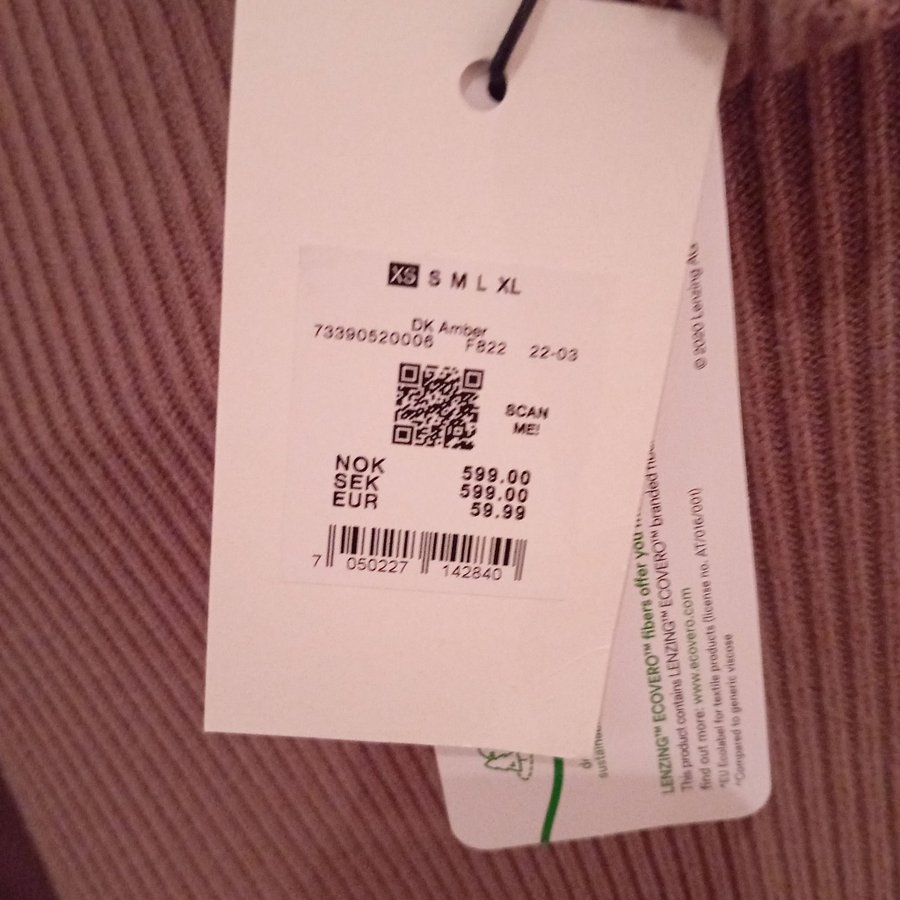 XS S M L XL
DK Amber
73390520006 F822 22-03
SCAN
ME!
NOK 599.00
SEK 599.00
EUR 59.99
7 050227 142840
© 2020 Lenzing
sustaine
LENZING™ ECOVERO™ fibers offer you
This product contains LENZING™ ECOVERO™ branded
find out more: www.ecovero.com
*EU Ecolabel for textile products (license no. AT/016/001)
*Compared to generic viscose